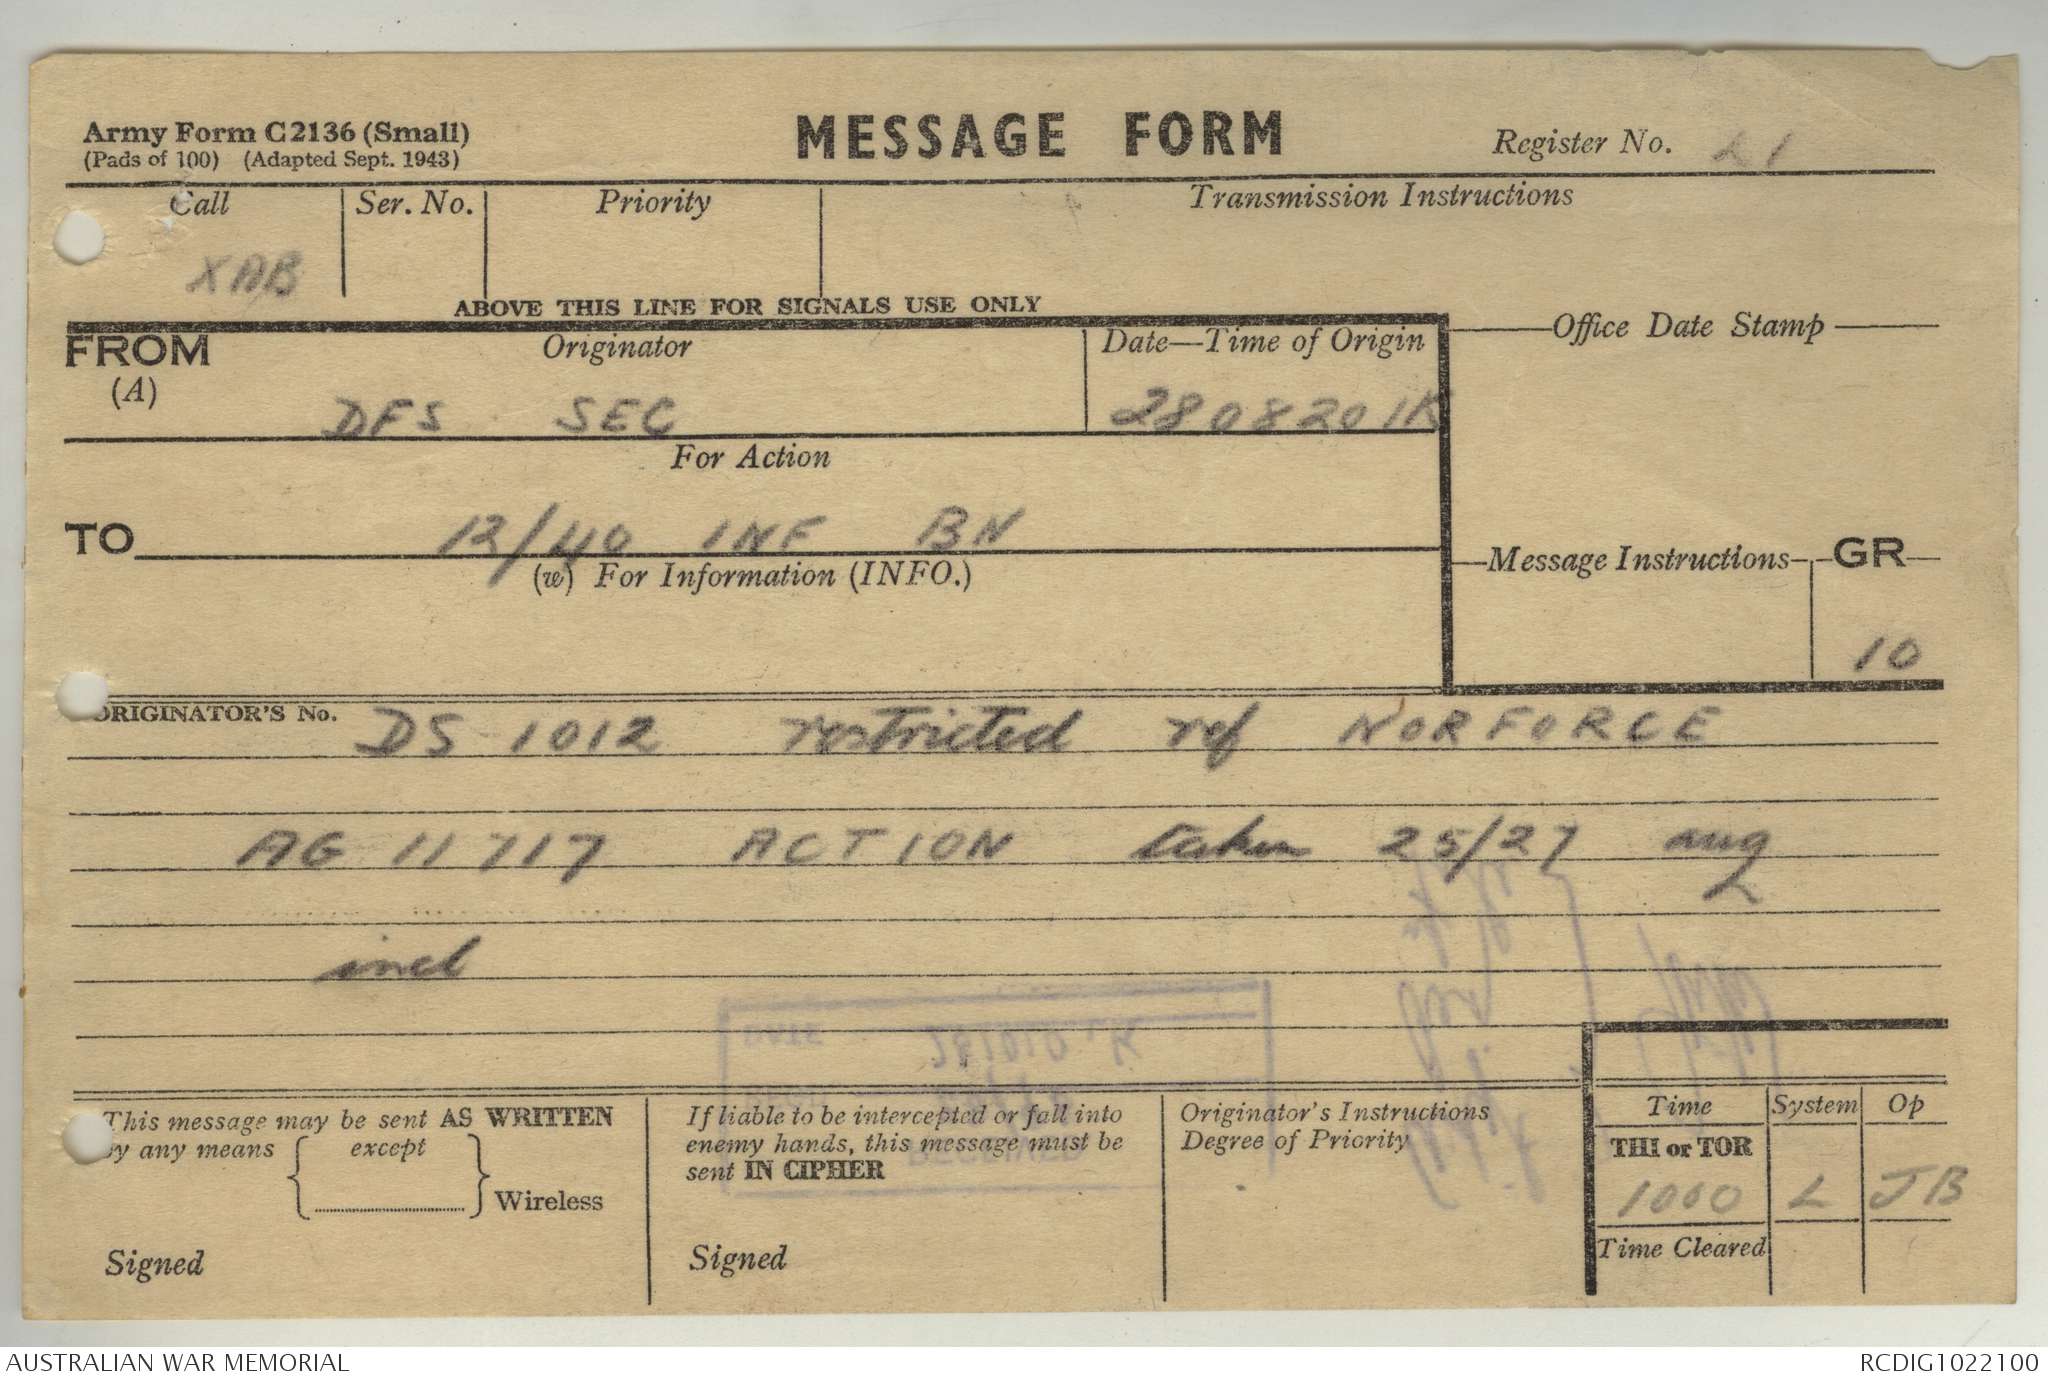 Army Form C2136 (Small)
(Pads of 100) (Adapted Sept. 1943)
MESSAGE FORM
Register No. 21
Call
Ser. No.
Priority
Transmission Instructions
XAB
ABOVE THIS LINE FOR SIGNALS USE ONLY
FROM
(A)
Originator
Date—Time of Origin
Office Date Stamp
DFS SEC
280820 1K
For Action
TO
12/40 INF BN
(w) For Information (INFO.)
Message Instructions
GR
10
ORIGINATOR'S No. DS 1012 restricted ref NORFORCE
AG 11717 ACTION taken 25/27 aug
incl
This message may be sent AS WRITTEN
by any means except
Wireless
Signed
If liable to be intercepted or fall into
enemy hands, this message must be
sent IN CIPHER
Signed
Originator's Instructions
Degree of Priority
Time System Op
THI or TOR
1000 L JB
Time Cleared
AUSTRALIAN WAR MEMORIAL
RCDIG1022100